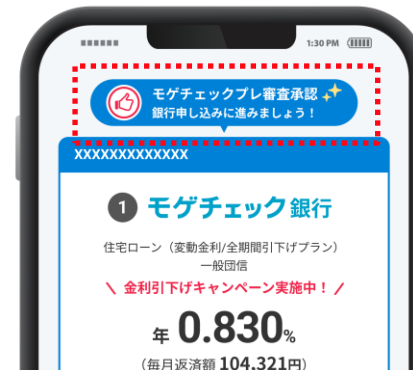 1:30 PM
モゲチェックプレ審査承認
銀行申し込みに進みましょう！
XXXXXXXXXXXXX
1 モゲチェック銀行
住宅ローン（変動金利/全期間引下げプラン）
一般団信
\ 金利引下げキャンペーン実施中！ /
年 0.830%
（毎月返済額 104,321円）